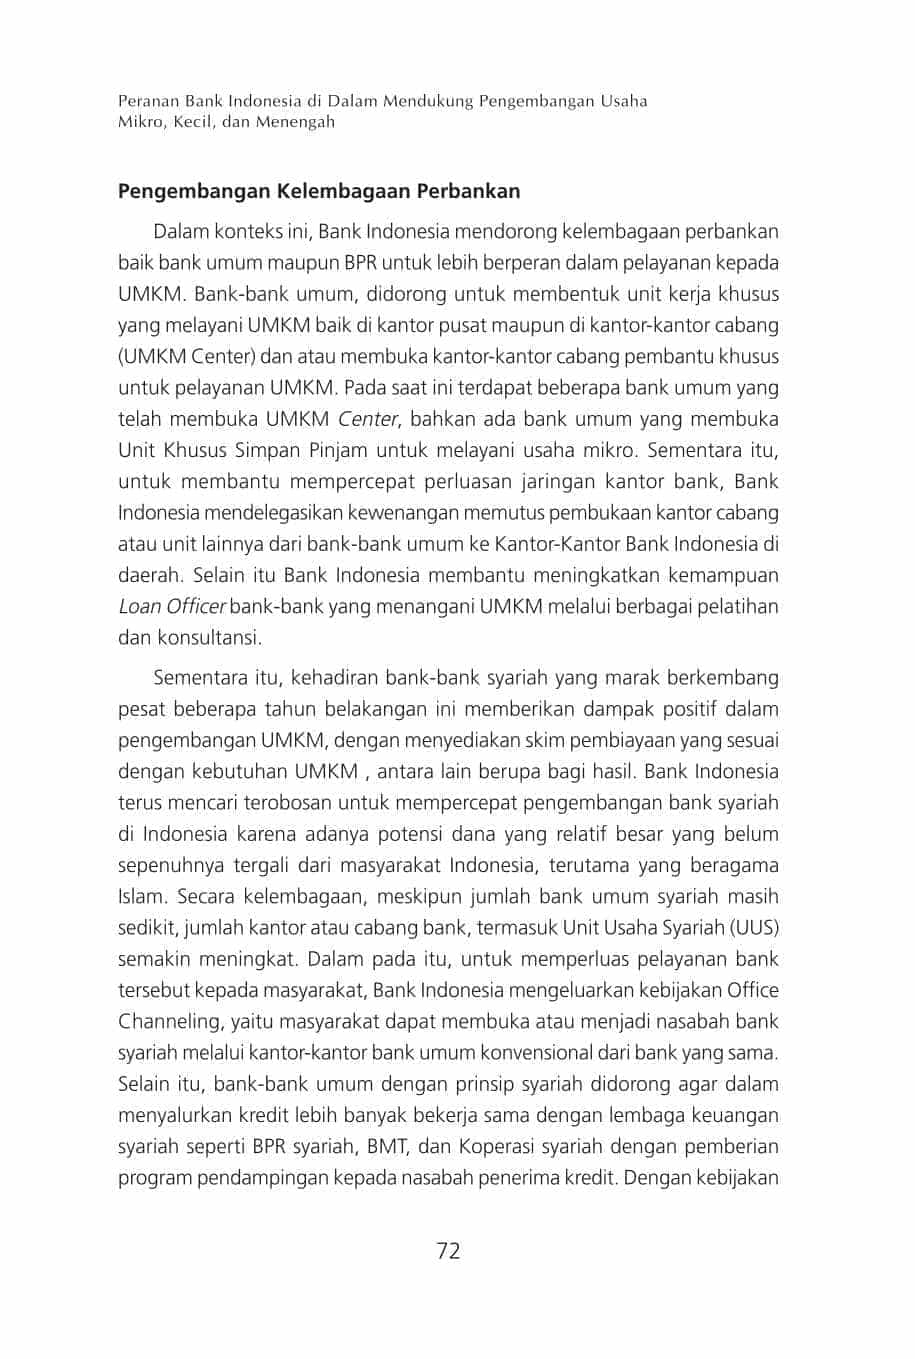 Peranan Bank Indonesia di Dalam Mendukung Pengembangan Usaha
Mikro, Kecil, dan Menengah
Pengembangan Kelembagaan Perbankan
Dalam konteks ini, Bank Indonesia mendorong kelembagaan perbankan
baik bank umum maupun BPR untuk lebih berperan dalam pelayanan kepada
UMKM. Bank-bank umum, didorong untuk membentuk unit kerja khusus
yang melayani UMKM baik di kantor pusat maupun di kantor-kantor cabang
(UMKM Center) dan atau membuka kantor-kantor cabang pembantu khusus
untuk pelayanan UMKM. Pada saat ini terdapat beberapa bank umum yang
telah membuka UMKM Center, bahkan ada bank umum yang membuka
Unit Khusus Simpan Pinjam untuk melayani usaha mikro. Sementara itu,
untuk membantu mempercepat perluasan jaringan kantor bank, Bank
Indonesia mendelegasikan kewenangan memutus pembukaan kantor cabang
atau unit lainnya dari bank-bank umum ke Kantor-Kantor Bank Indonesia di
daerah. Selain itu Bank Indonesia membantu meningkatkan kemampuan
Loan Officer bank-bank yang menangani UMKM melalui berbagai pelatihan
dan konsultansi.
Sementara itu, kehadiran bank-bank syariah yang marak berkembang
pesat beberapa tahun belakangan ini memberikan dampak positif dalam
pengembangan UMKM, dengan menyediakan skim pembiayaan yang sesuai
dengan kebutuhan UMKM , antara lain berupa bagi hasil. Bank Indonesia
terus mencari terobosan untuk mempercepat pengembangan bank syariah
di Indonesia karena adanya potensi dana yang relatif besar yang belum
sepenuhnya tergali dari masyarakat Indonesia, terutama yang beragama
Islam. Secara kelembagaan, meskipun jumlah bank umum syariah masih
sedikit, jumlah kantor atau cabang bank, termasuk Unit Usaha Syariah (UUS)
semakin meningkat. Dalam pada itu, untuk memperluas pelayanan bank
tersebut kepada masyarakat, Bank Indonesia mengeluarkan kebijakan Office
Channeling, yaitu masyarakat dapat membuka atau menjadi nasabah bank
syariah melalui kantor-kantor bank umum konvensional dari bank yang sama.
Selain itu, bank-bank umum dengan prinsip syariah didorong agar dalam
menyalurkan kredit lebih banyak bekerja sama dengan lembaga keuangan
syariah seperti BPR syariah, BMT, dan Koperasi syariah dengan pemberian
program pendampingan kepada nasabah penerima kredit. Dengan kebijakan
72